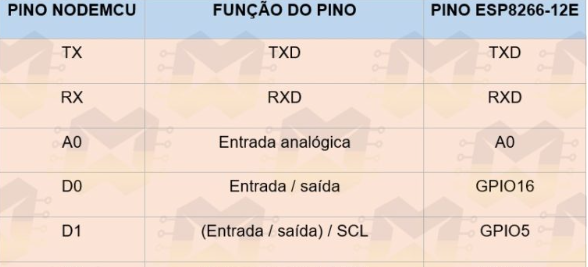 PINO NODEMCU FUNÇÃO DO PINO PINO ESP8266-12E
TX TXD TXD
RX RXD RXD
A0 Entrada analógica A0
D0 Entrada / saída GPIO16
D1 (Entrada / saída) / SCL GPIO5